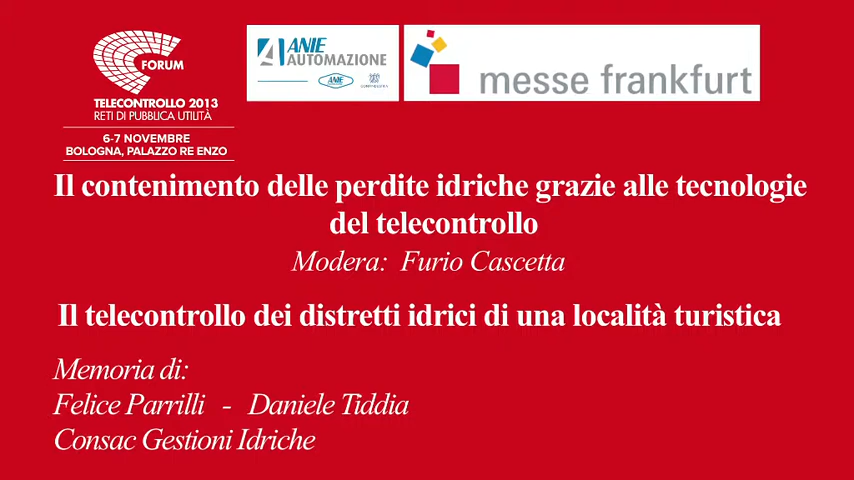 FORUM
TELECONTROLLO 2013
RETI DI PUBBLICA UTILITÀ
6-7 NOVEMBRE
BOLOGNA, PALAZZO RE ENZO
ANIE
AUTOMAZIONE
ANIE
messe frankfurt
Il contenimento delle perdite idriche grazie alle tecnologie
del telecontrollo
Modera: Furio Cascetta
Il telecontrollo dei distretti idrici di una località turistica
Memoria di:
Felice Parrilli - Daniele Tiddia
Consac Gestioni Idriche